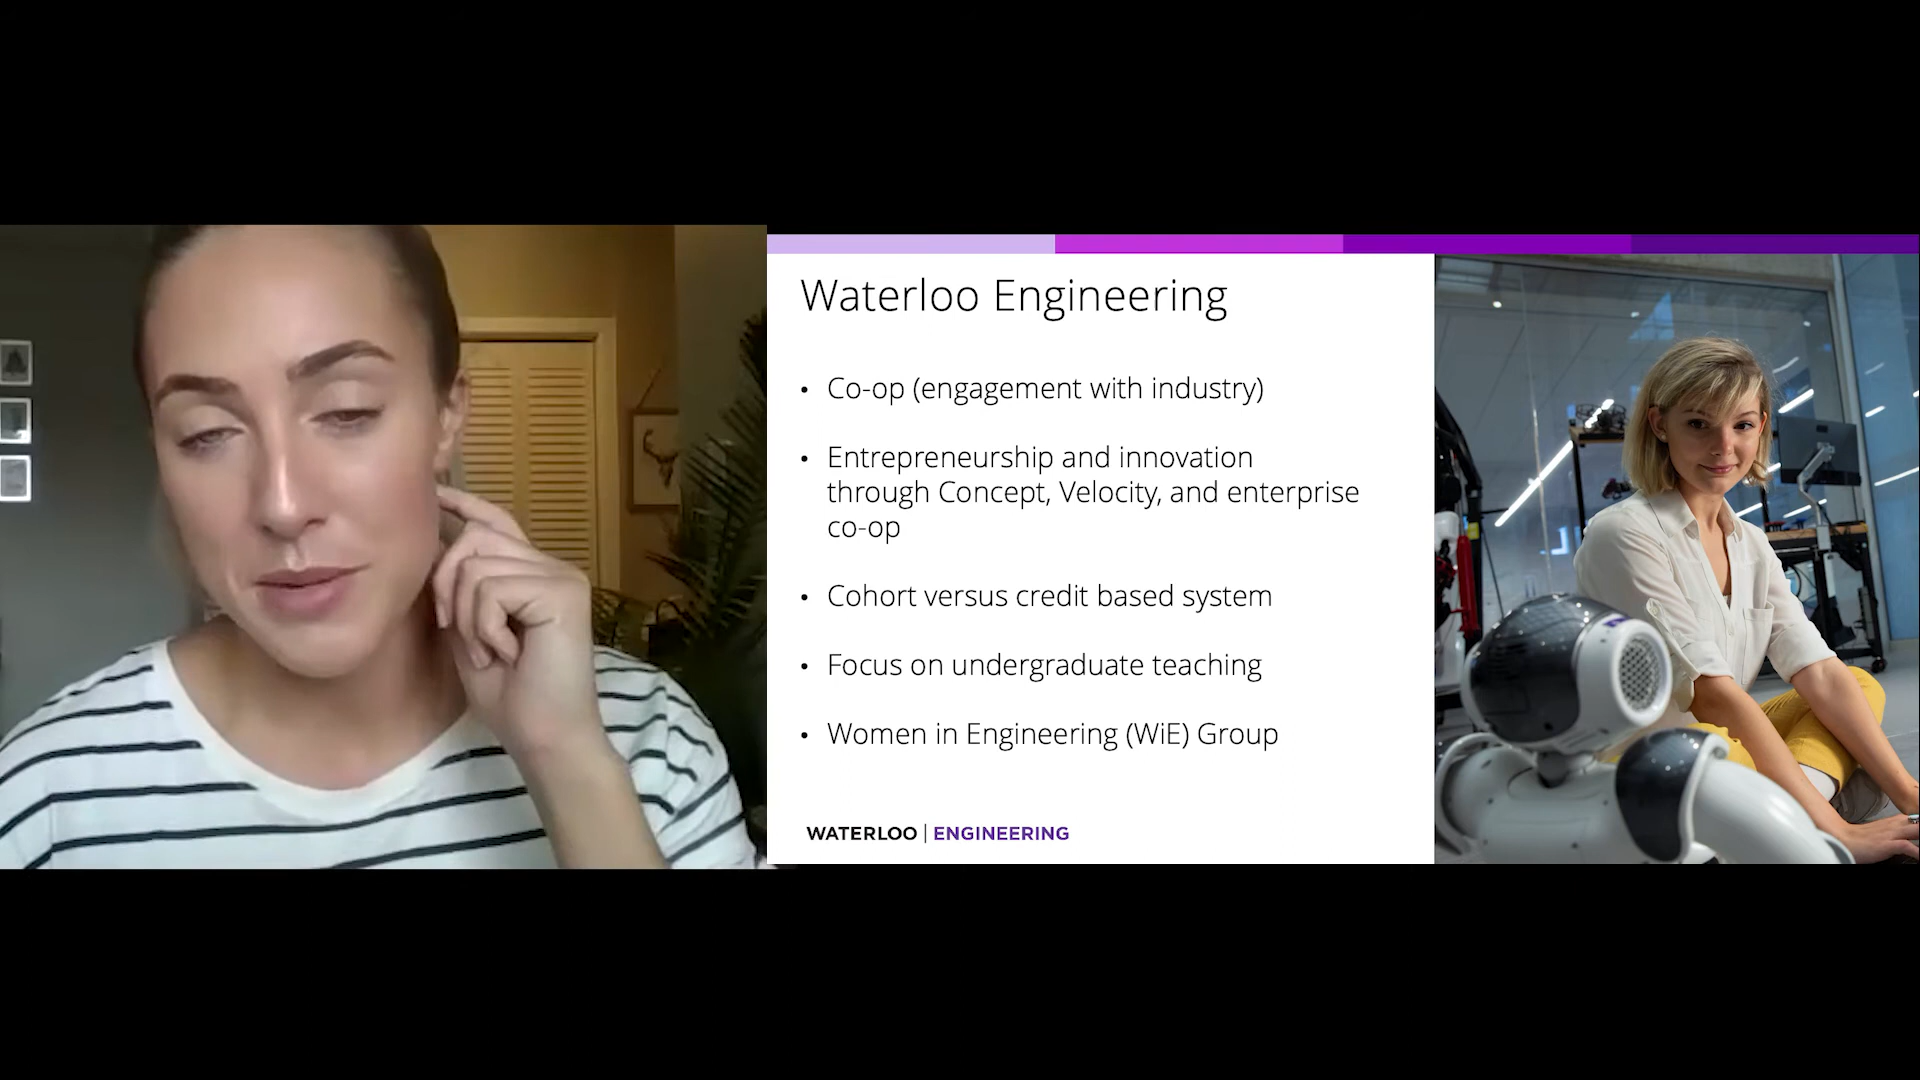 Waterloo Engineering
• Co-op (engagement with industry)
• Entrepreneurship and innovation
through Concept, Velocity, and enterprise
co-op
• Cohort versus credit based system
• Focus on undergraduate teaching
• Women in Engineering (WiE) Group
WATERLOO | ENGINEERING